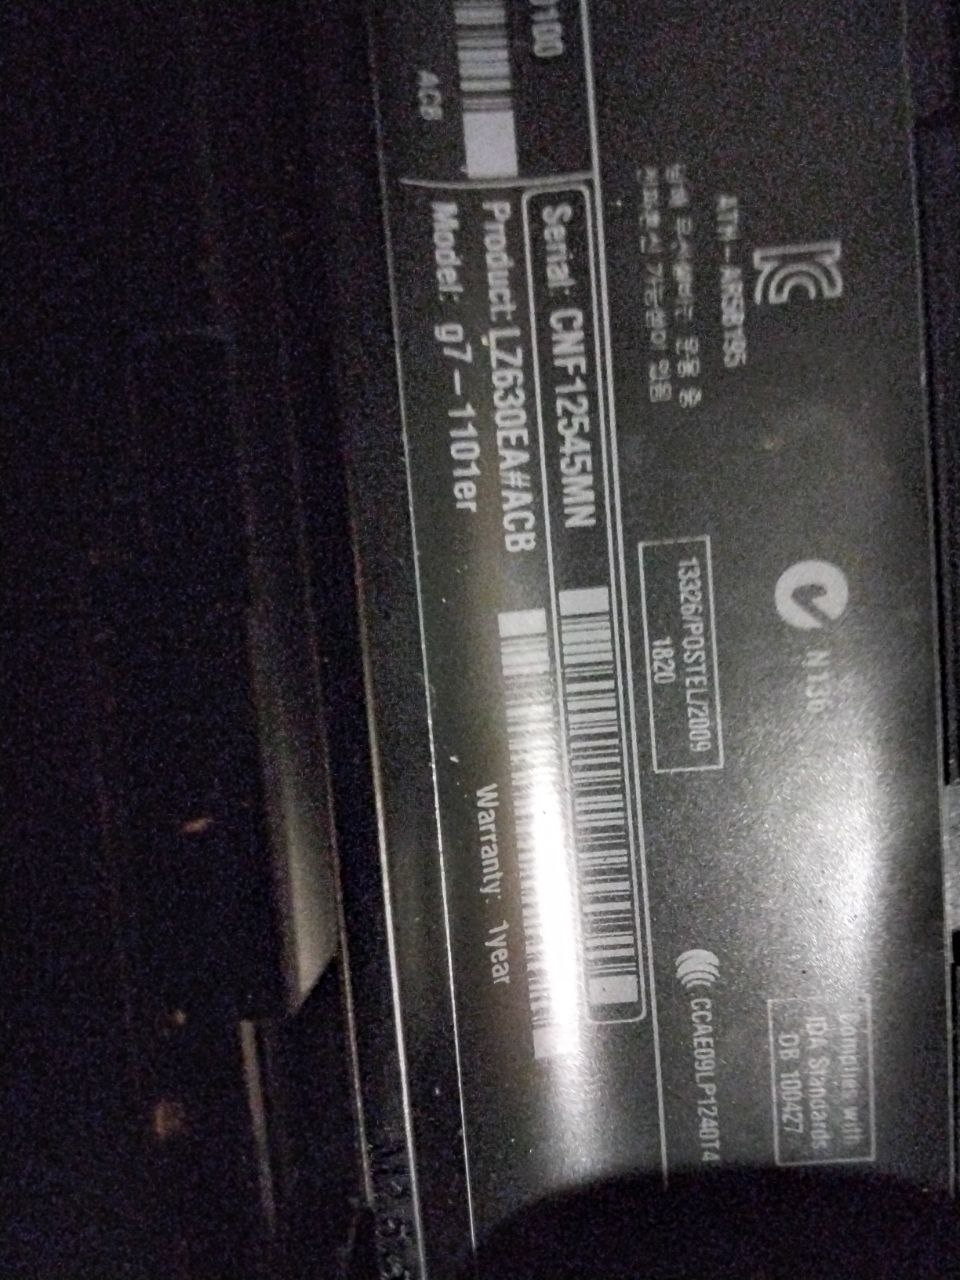 ATH-AR5B195
N136
Complies with
IDA Standards
DB 100427
13326/POSTEL/2009
1820
CCAE09LP1240T4
Serial: CNF12545MN
Product: LZ630EA#ACB
Model: g7-1101er
Warranty: 1year